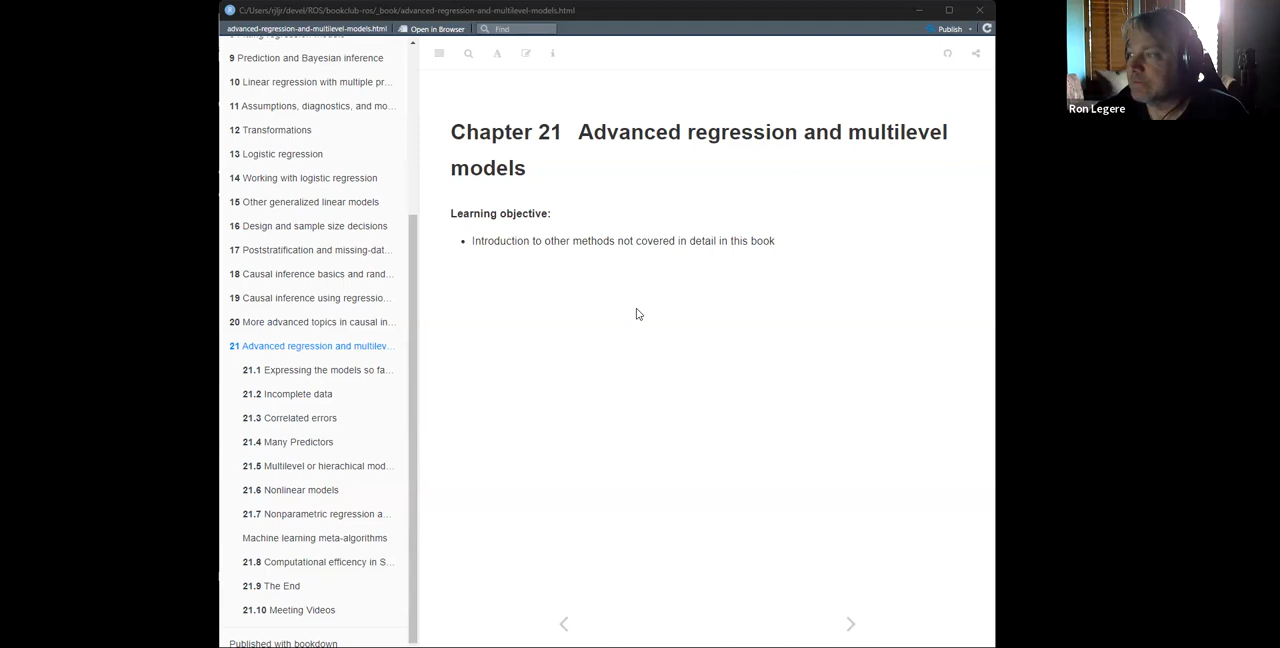 C:/Users/rjljr/devel/ROS/bookclub-ros/_book/advanced-regression-and-multilevel-models.html
advanced-regression-and-multilevel-models.html
Open in Browser
Find
Publish
9 Prediction and Bayesian inference
10 Linear regression with multiple pr...
11 Assumptions, diagnostics, and mo...
12 Transformations
13 Logistic regression
14 Working with logistic regression
15 Other generalized linear models
16 Design and sample size decisions
17 Poststratification and missing-dat...
18 Causal inference basics and rand...
19 Causal inference using regressio...
20 More advanced topics in causal in...
21 Advanced regression and multilev...
21.1 Expressing the models so fa...
21.2 Incomplete data
21.3 Correlated errors
21.4 Many Predictors
21.5 Multilevel or hierachical mod...
21.6 Nonlinear models
21.7 Nonparametric regression a...
Machine learning meta-algorithms
21.8 Computational efficency in S...
21.9 The End
21.10 Meeting Videos
Published with bookdown
Chapter 21 Advanced regression and multilevel
models
Learning objective:
• Introduction to other methods not covered in detail in this book
Ron Legere